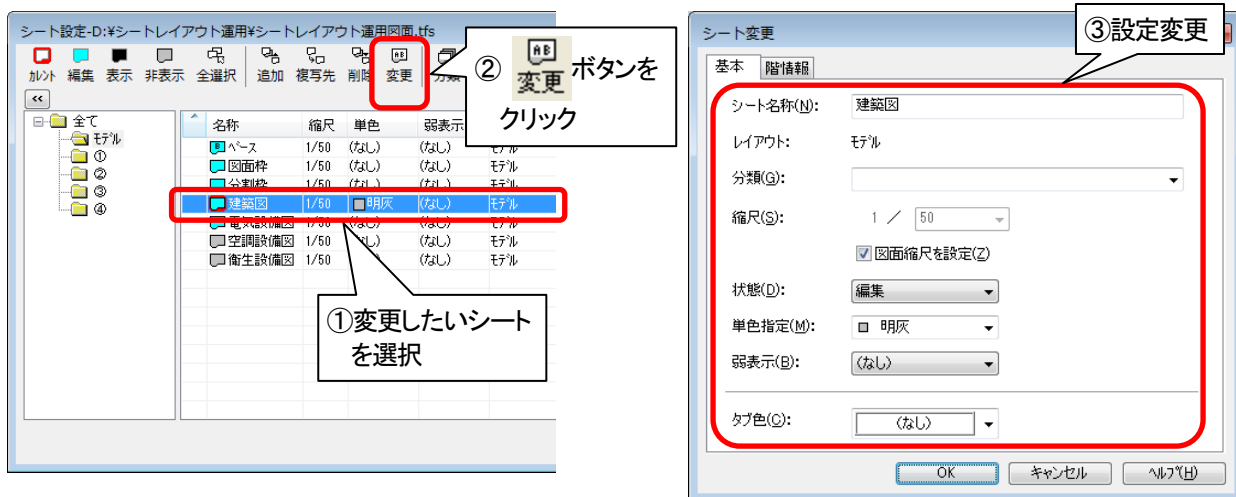 シート設定-D:¥シートレイアウト運用¥シートレイアウト運用図面.tfs
ｶﾚﾝﾄ 編集 表示 非表示 全選択 追加 複写先 削除 変更
<<
全て
ﾓﾃﾞﾙ
①
②
③
④
名称 縮尺 単色 弱表示
ﾍﾞｰｽ 1/50 (なし) (なし) ﾓﾃﾞﾙ
図面枠 1/50 (なし) (なし) ﾓﾃﾞﾙ
分割枠 1/50 (なし) (なし) ﾓﾃﾞﾙ
建築図 1/50 明灰 (なし) ﾓﾃﾞﾙ
電気設備図 1/50 (なし) (なし) ﾓﾃﾞﾙ
空調設備図 1/50 (なし) (なし) ﾓﾃﾞﾙ
衛生設備図 1/50 (なし) ﾓﾃﾞﾙ
①変更したいシート
を選択
② AB 変更 ボタンを
クリック
シート変更
③設定変更
基本 階情報
シート名称(N): 建築図
レイアウト: ﾓﾃﾞﾙ
分類(G):
縮尺(S): 1 ／ 50
図面縮尺を設定(Z)
状態(D): 編集
単色指定(M): 明灰
弱表示(B): (なし)
タブ色(C): (なし)
OK キャンセル ﾍﾙﾌﾟ(H)